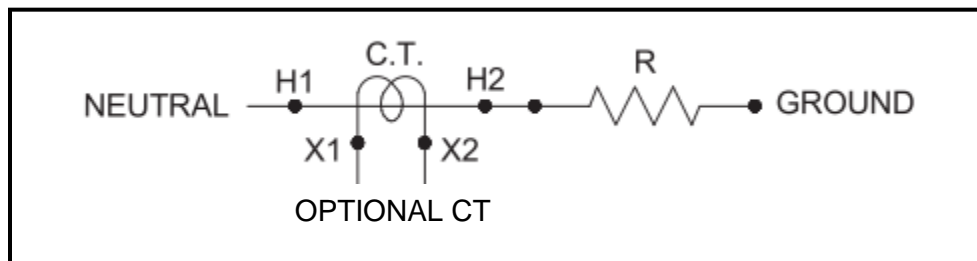 C.T.
R
H1
H2
NEUTRAL
GROUND
X1
X2
OPTIONAL CT